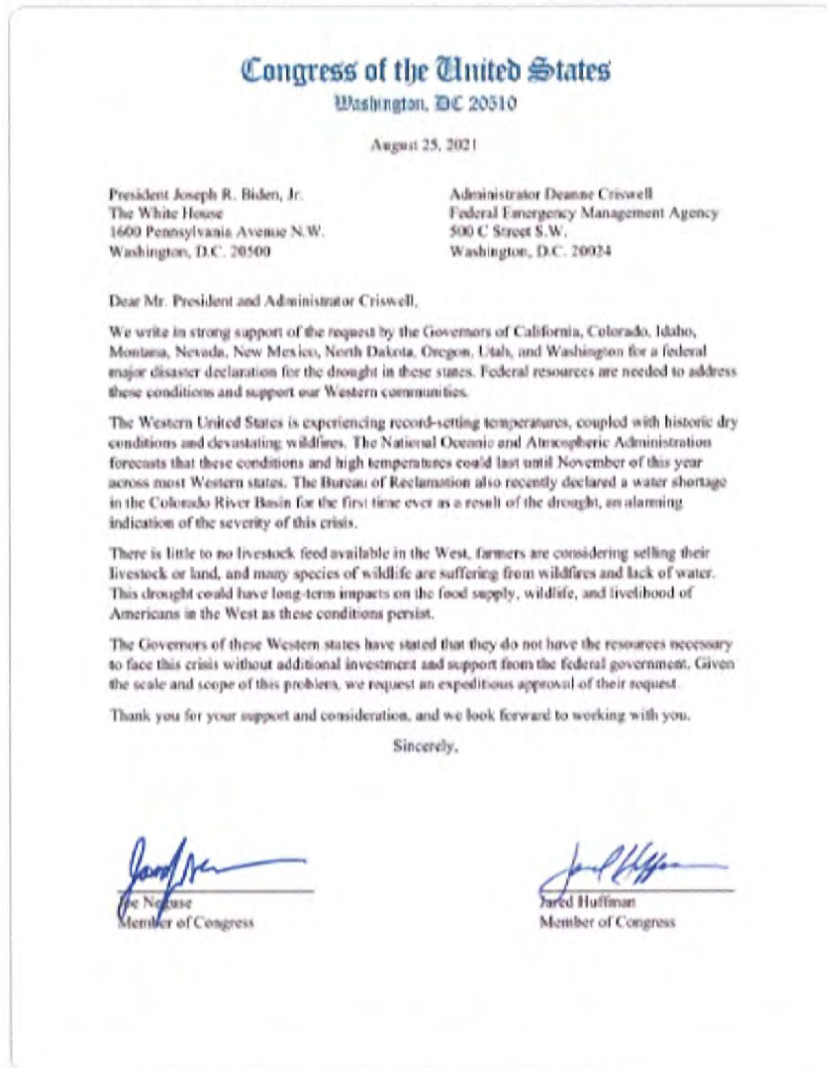 Congress of the United States
Washington, DC 20510
August 25, 2021
President Joseph R. Biden, Jr.
The White House
1600 Pennsylvania Avenue N.W.
Washington, D.C. 20500
Administrator Deanne Criswell
Federal Emergency Management Agency
500 C Street S.W.
Washington, D.C. 20024
Dear Mr. President and Administrator Criswell,
We write in strong support of the request by the Governors of California, Colorado, Idaho,
Montana, Nevada, New Mexico, North Dakota, Oregon, Utah, and Washington for a federal
major disaster declaration for the drought in these states. Federal resources are needed to address
these conditions and support our Western communities.
The Western United States is experiencing record-setting temperatures, coupled with historic dry
conditions and devastating wildfires. The National Oceanic and Atmospheric Administration
forecasts that these conditions and high temperatures could last until November of this year
across most Western states. The Bureau of Reclamation also recently declared a water shortage
in the Colorado River Basin for the first time ever as a result of the drought, an alarming
indication of the severity of this crisis.
There is little to no livestock feed available in the West, farmers are considering selling their
livestock or land, and many species of wildlife are suffering from wildfires and lack of water.
This drought could have long-term impacts on the food supply, wildlife, and livelihood of
Americans in the West as these conditions persist.
The Governors of these Western states have stated that they do not have the resources necessary
to face this crisis without additional investment and support from the federal government. Given
the scale and scope of this problem, we request an expeditious approval of their request.
Thank you for your support and consideration, and we look forward to working with you.
Sincerely,
Joe Neguse
Member of Congress
Jared Huffman
Member of Congress